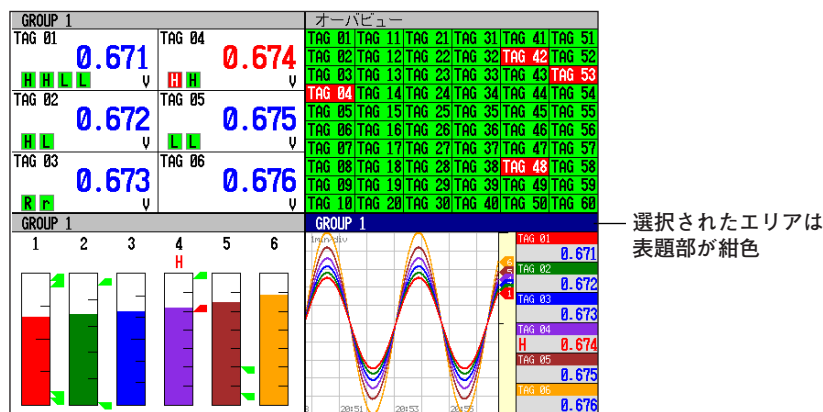 GROUP 1
TAG 01
0.671
H H L L V
TAG 04
0.674
H H V
TAG 02
0.672
H L V
TAG 05
0.675
L L V
TAG 03
0.673
R r V
TAG 06
0.676
V
オーバビュー
TAG 01 TAG 11 TAG 21 TAG 31 TAG 41 TAG 51
TAG 02 TAG 12 TAG 22 TAG 32 TAG 42 TAG 52
TAG 03 TAG 13 TAG 23 TAG 33 TAG 43 TAG 53
TAG 04 TAG 14 TAG 24 TAG 34 TAG 44 TAG 54
TAG 05 TAG 15 TAG 25 TAG 35 TAG 45 TAG 55
TAG 06 TAG 16 TAG 26 TAG 36 TAG 46 TAG 56
TAG 07 TAG 17 TAG 27 TAG 37 TAG 47 TAG 57
TAG 08 TAG 18 TAG 28 TAG 38 TAG 48 TAG 58
TAG 09 TAG 19 TAG 29 TAG 39 TAG 49 TAG 59
TAG 10 TAG 20 TAG 30 TAG 40 TAG 50 TAG 60
GROUP 1
1 2 3 4 5 6
H
GROUP 1
1min/div
6
5
1
20:51 20:53 20:55
TAG 01
0.671
TAG 02
0.672
TAG 03
0.673
TAG 04
H 0.674
TAG 05
0.675
TAG 06
0.676
選択されたエリアは
表題部が紺色